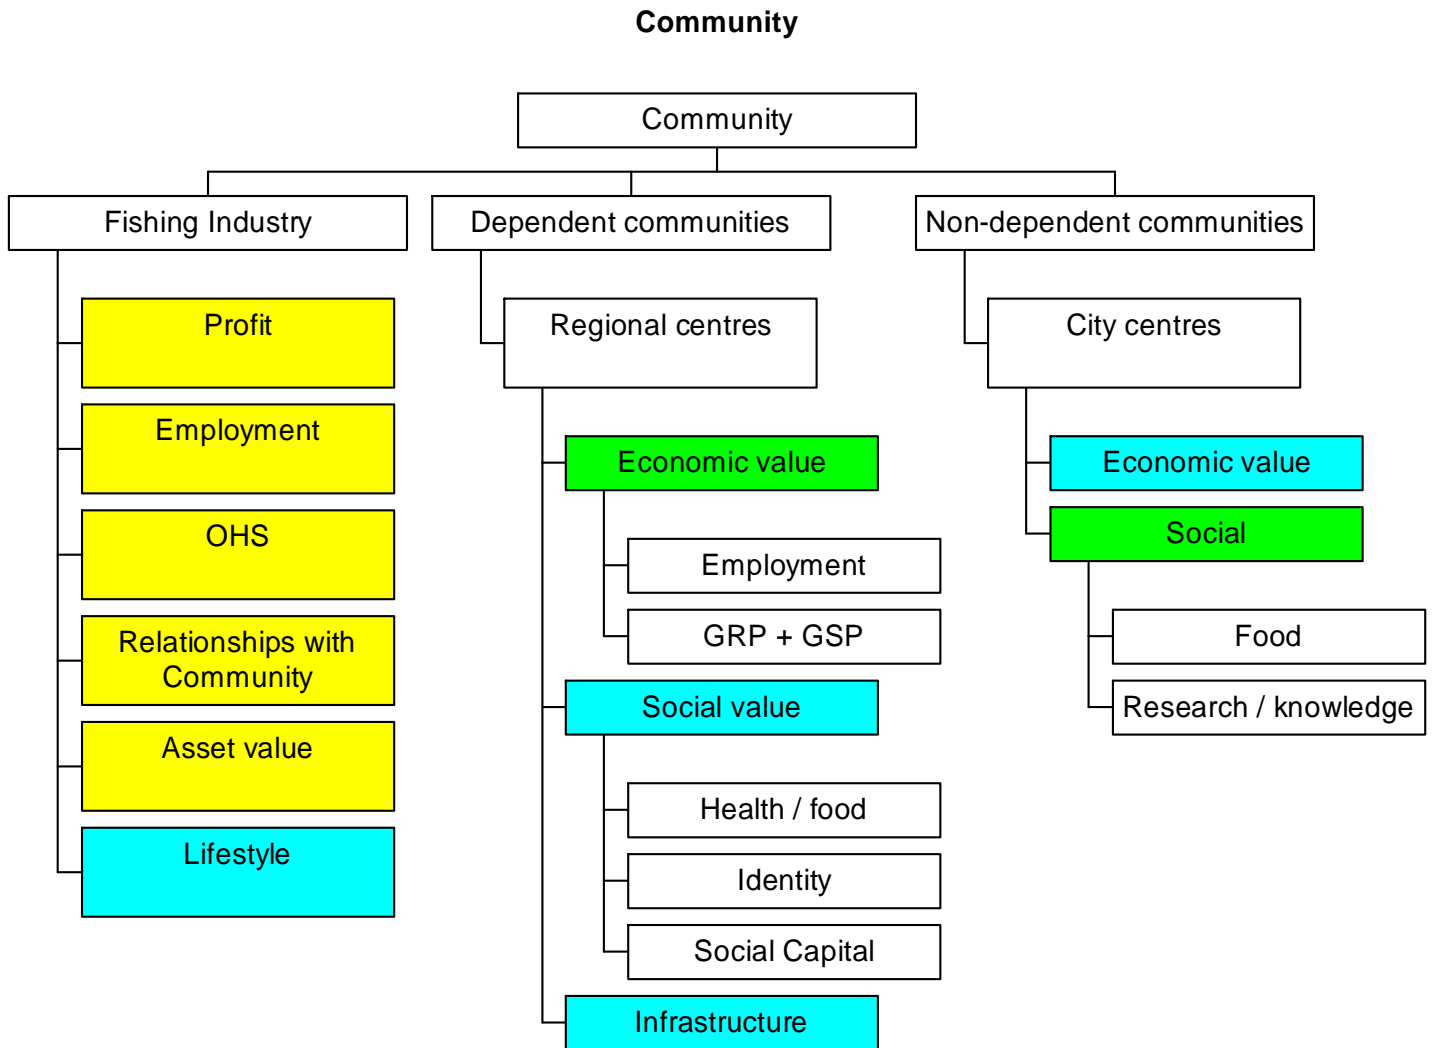 Community
Community
Fishing Industry
Profit
Employment
OHS
Relationships with
Community
Asset value
Lifestyle
Dependent communities
Regional centres
Economic value
Employment
GRP + GSP
Social value
Health / food
Identity
Social Capital
Infrastructure
Non-dependent communities
City centres
Economic value
Social
Food
Research / knowledge